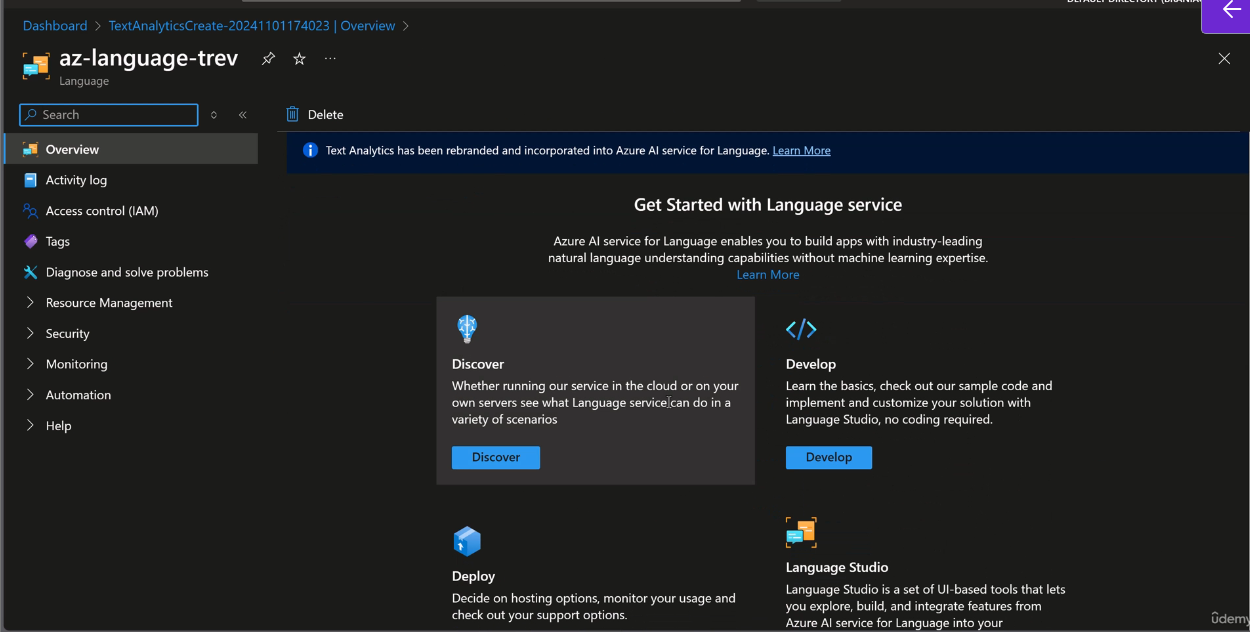 DEFAULT DIRECTORY
Dashboard > TextAnalyticsCreate-20241101174023 | Overview >
az-language-trev
Language
Search
Delete
Overview
Text Analytics has been rebranded and incorporated into Azure AI service for Language. Learn More
Activity log
Get Started with Language service
Access control (IAM)
Azure AI service for Language enables you to build apps with industry-leading
Tags
natural language understanding capabilities without machine learning expertise.
Learn More
Diagnose and solve problems
Resource Management
Security
Monitoring
Automation
Help
Discover
Whether running our service in the cloud or on your
own servers see what Language service can do in a
variety of scenarios
Discover
Develop
Learn the basics, check out our sample code and
implement and customize your solution with
Language Studio, no coding required.
Develop
Deploy
Decide on hosting options, monitor your usage and
check out your support options.
Language Studio
Language Studio is a set of UI-based tools that lets
you explore, build, and integrate features from
Azure AI service for Language into your
udemy